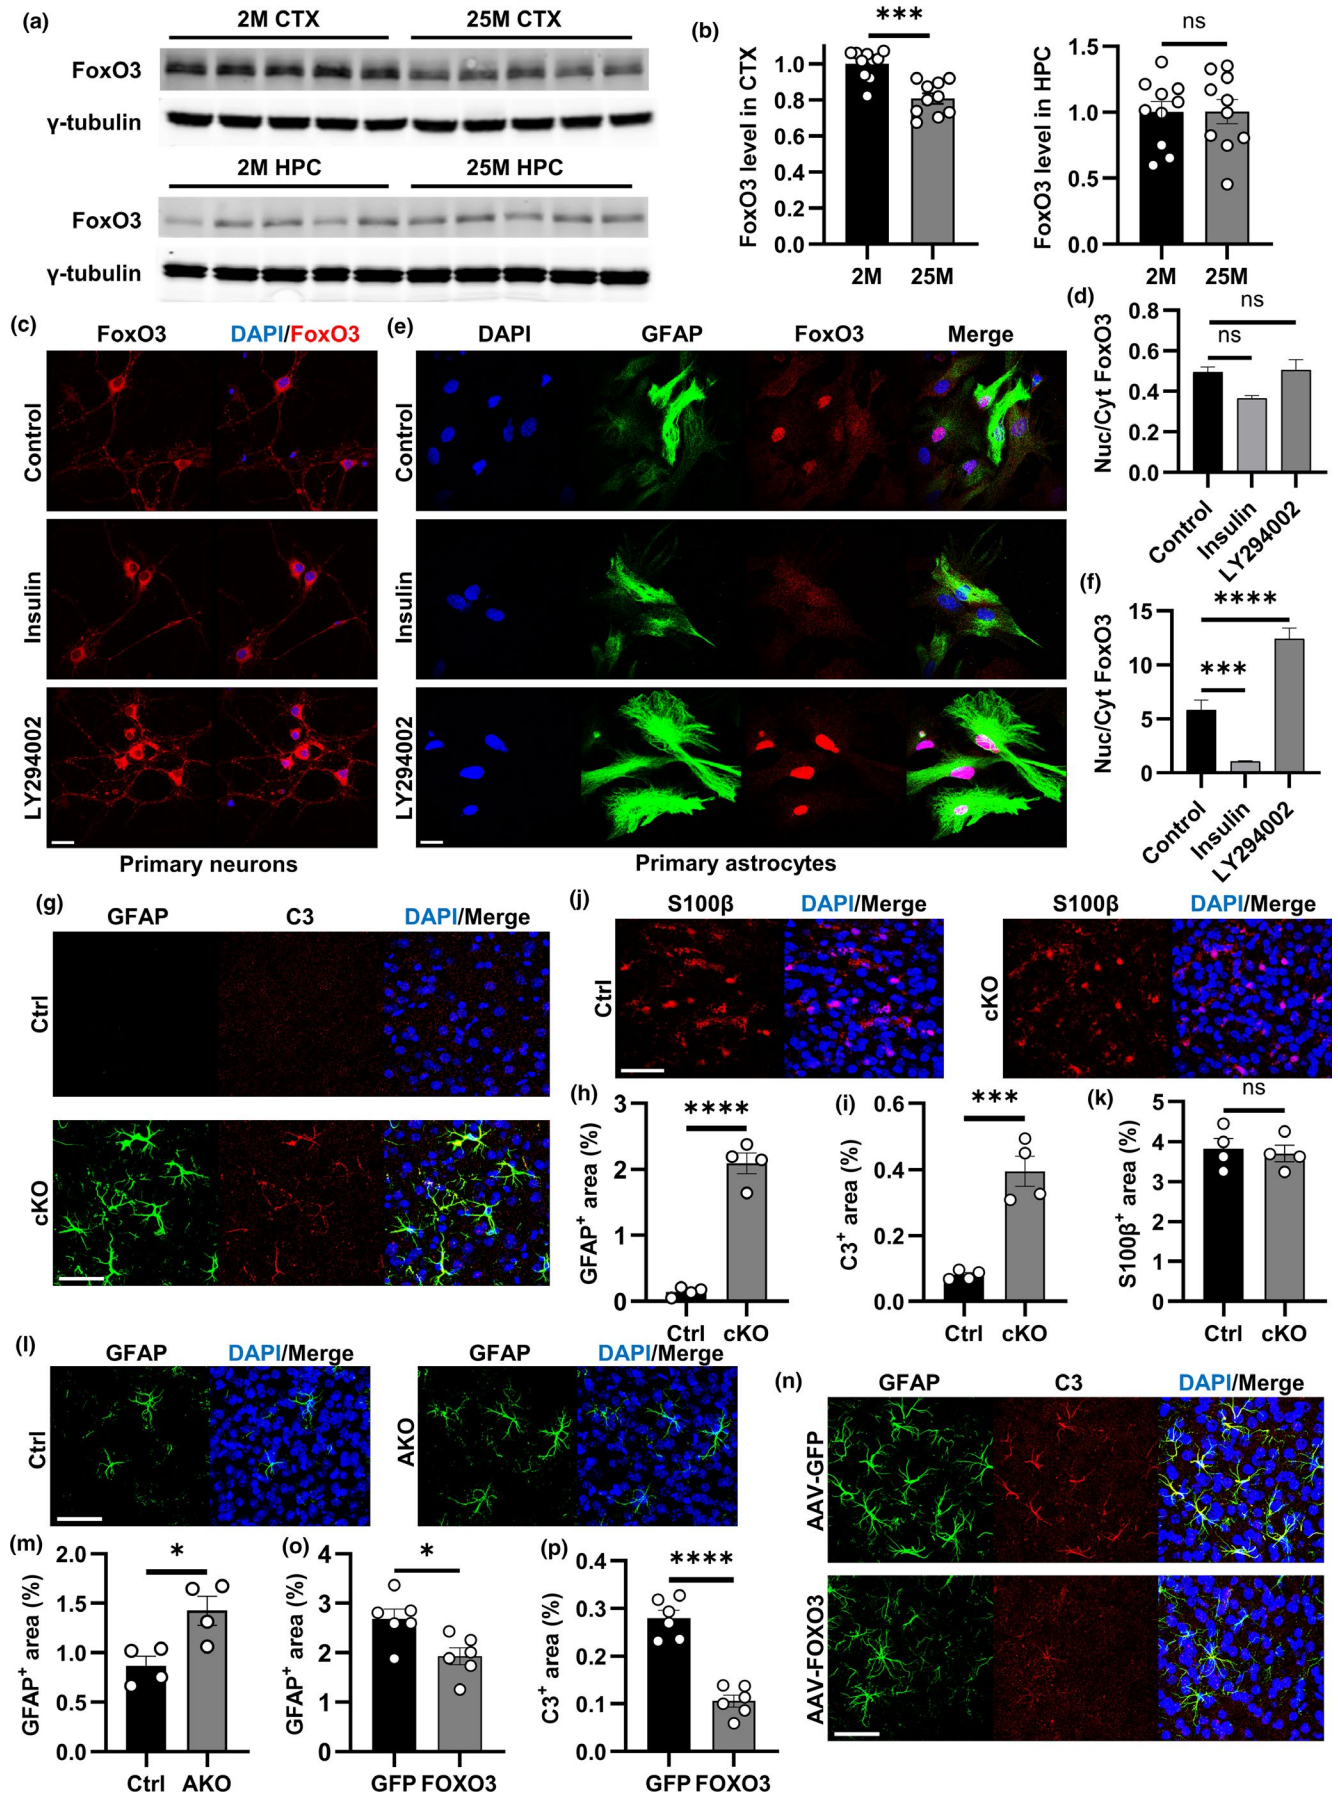 (a)
2M CTX 25M CTX
FoxO3
γ-tubulin
2M HPC 25M HPC
FoxO3
γ-tubulin
(b)
***
FoxO3 level in CTX
1.0
0.8
0.6
0.4
0.2
0.0
2M 25M
ns
FoxO3 level in HPC
1.5
1.0
0.5
0.0
2M 25M
(c)
FoxO3 DAPI/FoxO3
Control
Insulin
LY294002
Primary neurons
(e)
DAPI GFAP FoxO3 Merge
Control
Insulin
LY294002
Primary astrocytes
(d)
ns
ns
Nuc/Cyt FoxO3
0.8
0.6
0.4
0.2
0.0
Control
Insulin
LY294002
(f)
****
***
Nuc/Cyt FoxO3
15
10
5
0
Control
Insulin
LY294002
(g)
GFAP C3 DAPI/Merge
Ctrl
cKO
(j)
S100β DAPI/Merge
Ctrl
S100β DAPI/Merge
cKO
(h)
****
GFAP+ area (%)
3
2
1
0
Ctrl cKO
(i)
***
C3+ area (%)
0.6
0.4
0.2
0.0
Ctrl cKO
(k)
ns
S100β+ area (%)
5
4
3
2
1
0
Ctrl cKO
(l)
GFAP DAPI/Merge
Ctrl
GFAP DAPI/Merge
AKO
(m)
*
GFAP+ area (%)
2.0
1.5
1.0
0.5
0.0
Ctrl AKO
(o)
*
GFAP+ area (%)
4
3
2
1
0
GFP FOXO3
(p)
****
C3+ area (%)
0.4
0.3
0.2
0.1
0.0
GFP FOXO3
(n)
GFAP C3 DAPI/Merge
AAV-GFP
AAV-FOXO3